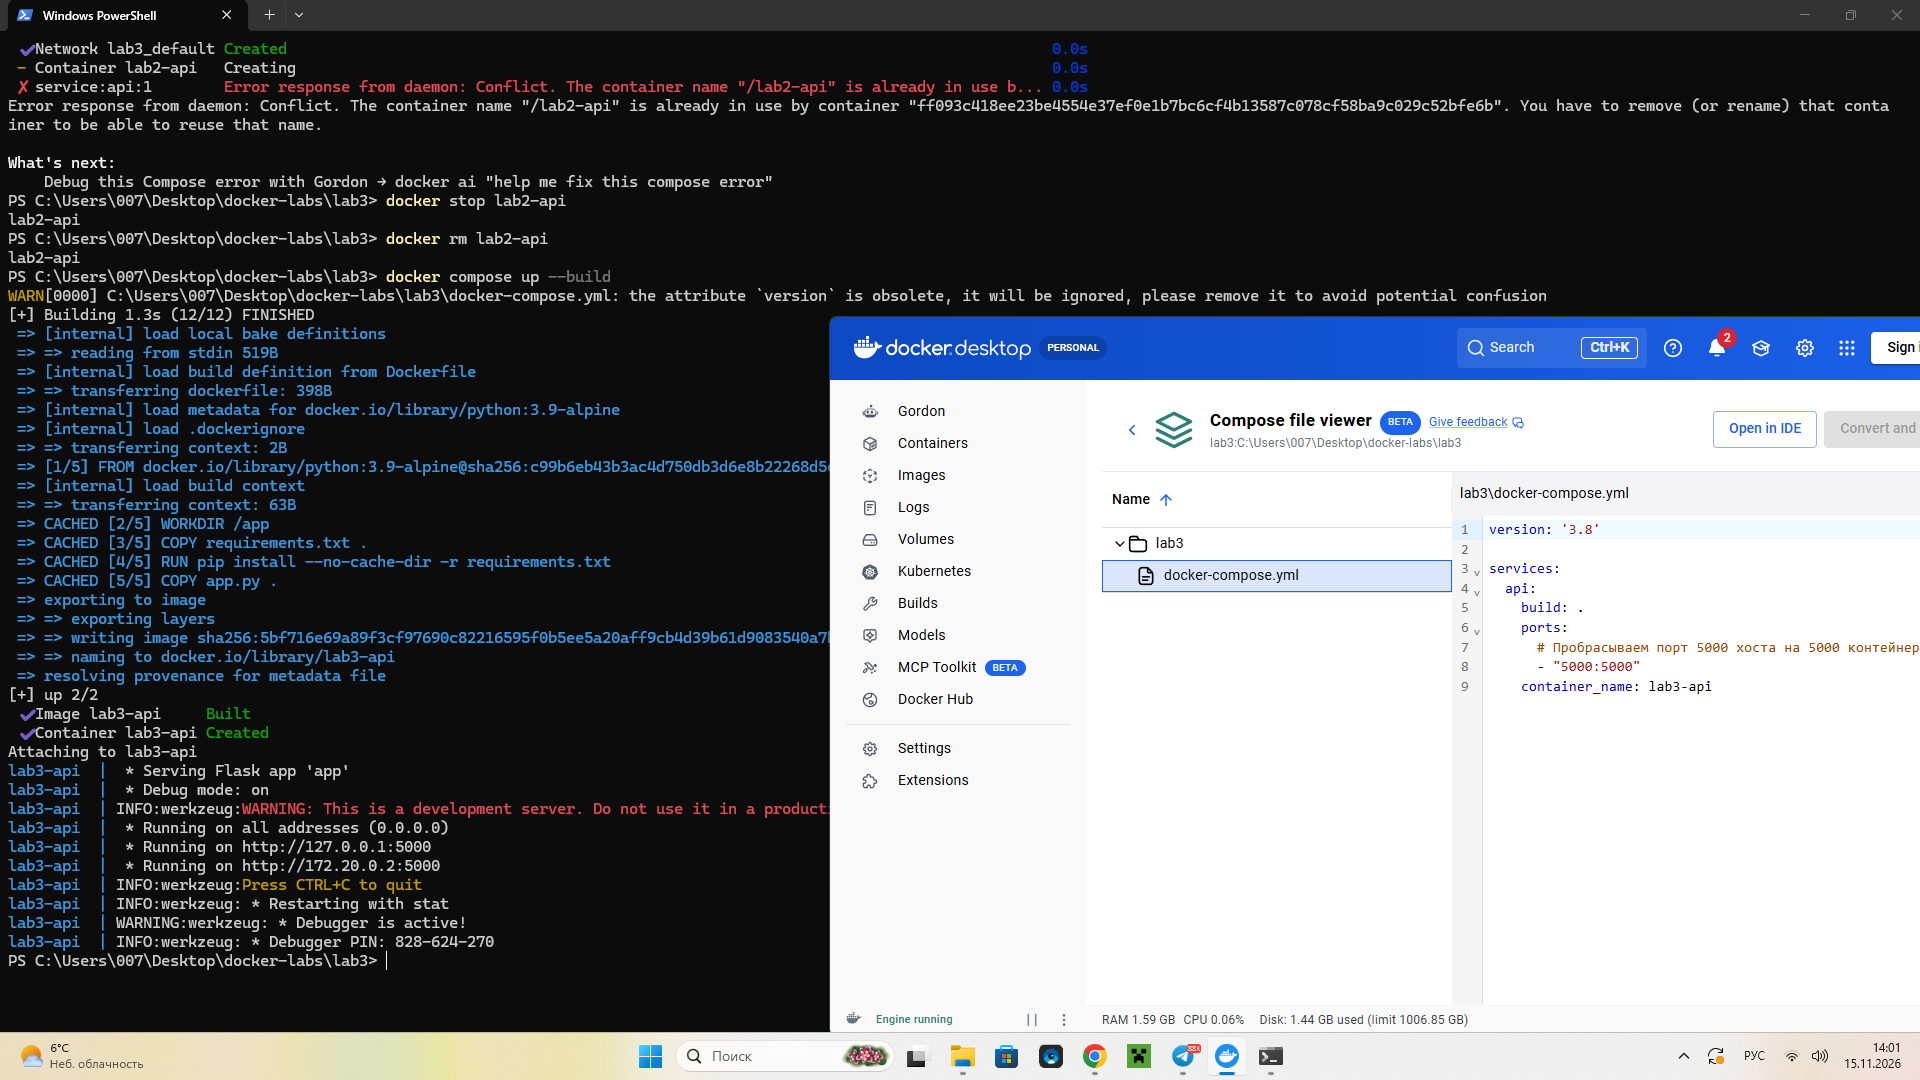 Windows PowerShell
✔Network lab3_default Created 0.0s
- Container lab2-api Creating 0.0s
✘ service:api:1 Error response from daemon: Conflict. The container name "/lab2-api" is already in use b... 0.0s
Error response from daemon: Conflict. The container name "/lab2-api" is already in use by container "ff093c418ee23be4554e37ef0e1b7bc6cf4b13587c078cf58ba9c029c52bfe6b". You have to remove (or rename) that conta
iner to be able to reuse that name.
What's next:
Debug this Compose error with Gordon → docker ai "help me fix this compose error"
PS C:\Users\007\Desktop\docker-labs\lab3> docker stop lab2-api
lab2-api
PS C:\Users\007\Desktop\docker-labs\lab3> docker rm lab2-api
lab2-api
PS C:\Users\007\Desktop\docker-labs\lab3> docker compose up --build
WARN[0000] C:\Users\007\Desktop\docker-labs\lab3\docker-compose.yml: the attribute `version` is obsolete, it will be ignored, please remove it to avoid potential confusion
[+] Building 1.3s (12/12) FINISHED
=> [internal] load local bake definitions
=> => reading from stdin 519B
=> [internal] load build definition from Dockerfile
=> => transferring dockerfile: 398B
=> [internal] load metadata for docker.io/library/python:3.9-alpine
=> [internal] load .dockerignore
=> => transferring context: 2B
=> [1/5] FROM docker.io/library/python:3.9-alpine@sha256:c99b6eb43b3ac4d750db3d6e8b22268d5
=> [internal] load build context
=> => transferring context: 63B
=> CACHED [2/5] WORKDIR /app
=> CACHED [3/5] COPY requirements.txt .
=> CACHED [4/5] RUN pip install --no-cache-dir -r requirements.txt
=> CACHED [5/5] COPY app.py .
=> exporting to image
=> => exporting layers
=> => writing image sha256:5bf716e69a89f3cf97690c82216595f0b5ee5a20aff9cb4d39b61d9083540a7
=> => naming to docker.io/library/lab3-api
=> resolving provenance for metadata file
[+] up 2/2
✔Image lab3-api Built
✔Container lab3-api Created
Attaching to lab3-api
lab3-api | * Serving Flask app 'app'
lab3-api | * Debug mode: on
lab3-api | INFO:werkzeug:WARNING: This is a development server. Do not use it in a producti
lab3-api | * Running on all addresses (0.0.0.0)
lab3-api | * Running on http://127.0.0.1:5000
lab3-api | * Running on http://172.20.0.2:5000
lab3-api | INFO:werkzeug:Press CTRL+C to quit
lab3-api | INFO:werkzeug: * Restarting with stat
lab3-api | WARNING:werkzeug: * Debugger is active!
lab3-api | INFO:werkzeug: * Debugger PIN: 828-624-270
PS C:\Users\007\Desktop\docker-labs\lab3>
docker.desktop PERSONAL
Search Ctrl+K
2
Sign i
Gordon
Containers
Images
Logs
Volumes
Kubernetes
Builds
Models
MCP Toolkit BETA
Docker Hub
Settings
Extensions
Compose file viewer BETA Give feedback
lab3:C:\Users\007\Desktop\docker-labs\lab3
Open in IDE
Convert and
Name
lab3
docker-compose.yml
lab3\docker-compose.yml
1 version: '3.8'
2
3 services:
4 api:
5 build: .
6 ports:
7 # Пробрасываем порт 5000 хоста на 5000 контейнер
8 - "5000:5000"
9 container_name: lab3-api
Engine running
RAM 1.59 GB CPU 0.06% Disk: 1.44 GB used (limit 1006.85 GB)
6°C
Неб. облачность
Поиск
88K
РУС
14:01
15.11.2026